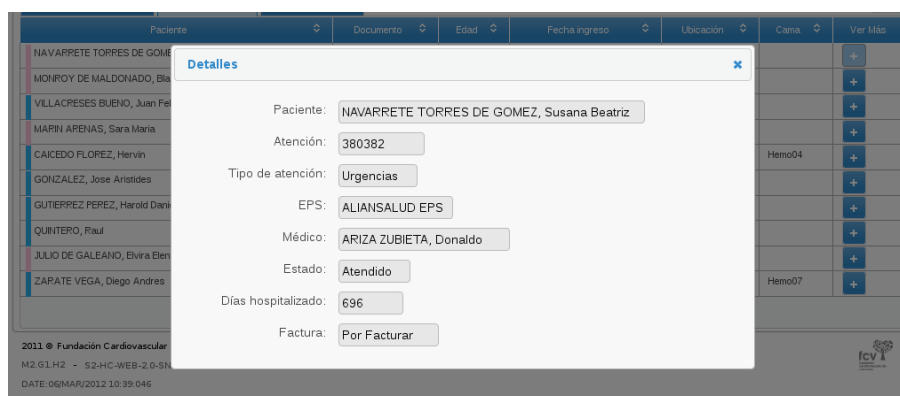 Paciente Documento Edad Fecha ingreso Ubicación Cama Ver Más
NAVARRETE TORRES DE GOME
MONROY DE MALDONADO, Bla
VILLACRESES BUENO, Juan Fel
MARIN ARENAS, Sara Maria
CAICEDO FLOREZ, Hervin Hemo04
GONZALEZ, Jose Aristides
GUTIERREZ PEREZ, Harold Dani
QUINTERO, Raul
JULIO DE GALEANO, Elvira Elen
ZARATE VEGA, Diego Andres Hemo07
Detalles
Paciente: NAVARRETE TORRES DE GOMEZ, Susana Beatriz
Atención: 380382
Tipo de atención: Urgencias
EPS: ALIANSALUD EPS
Médico: ARIZA ZUBIETA, Donaldo
Estado: Atendido
Días hospitalizado: 696
Factura: Por Facturar
2011 © Fundación Cardiovascular
M2.G1.H2 - S2-HC-WEB-2.0-SN
DATE:06/MAR/2012 10:39:046
fcv